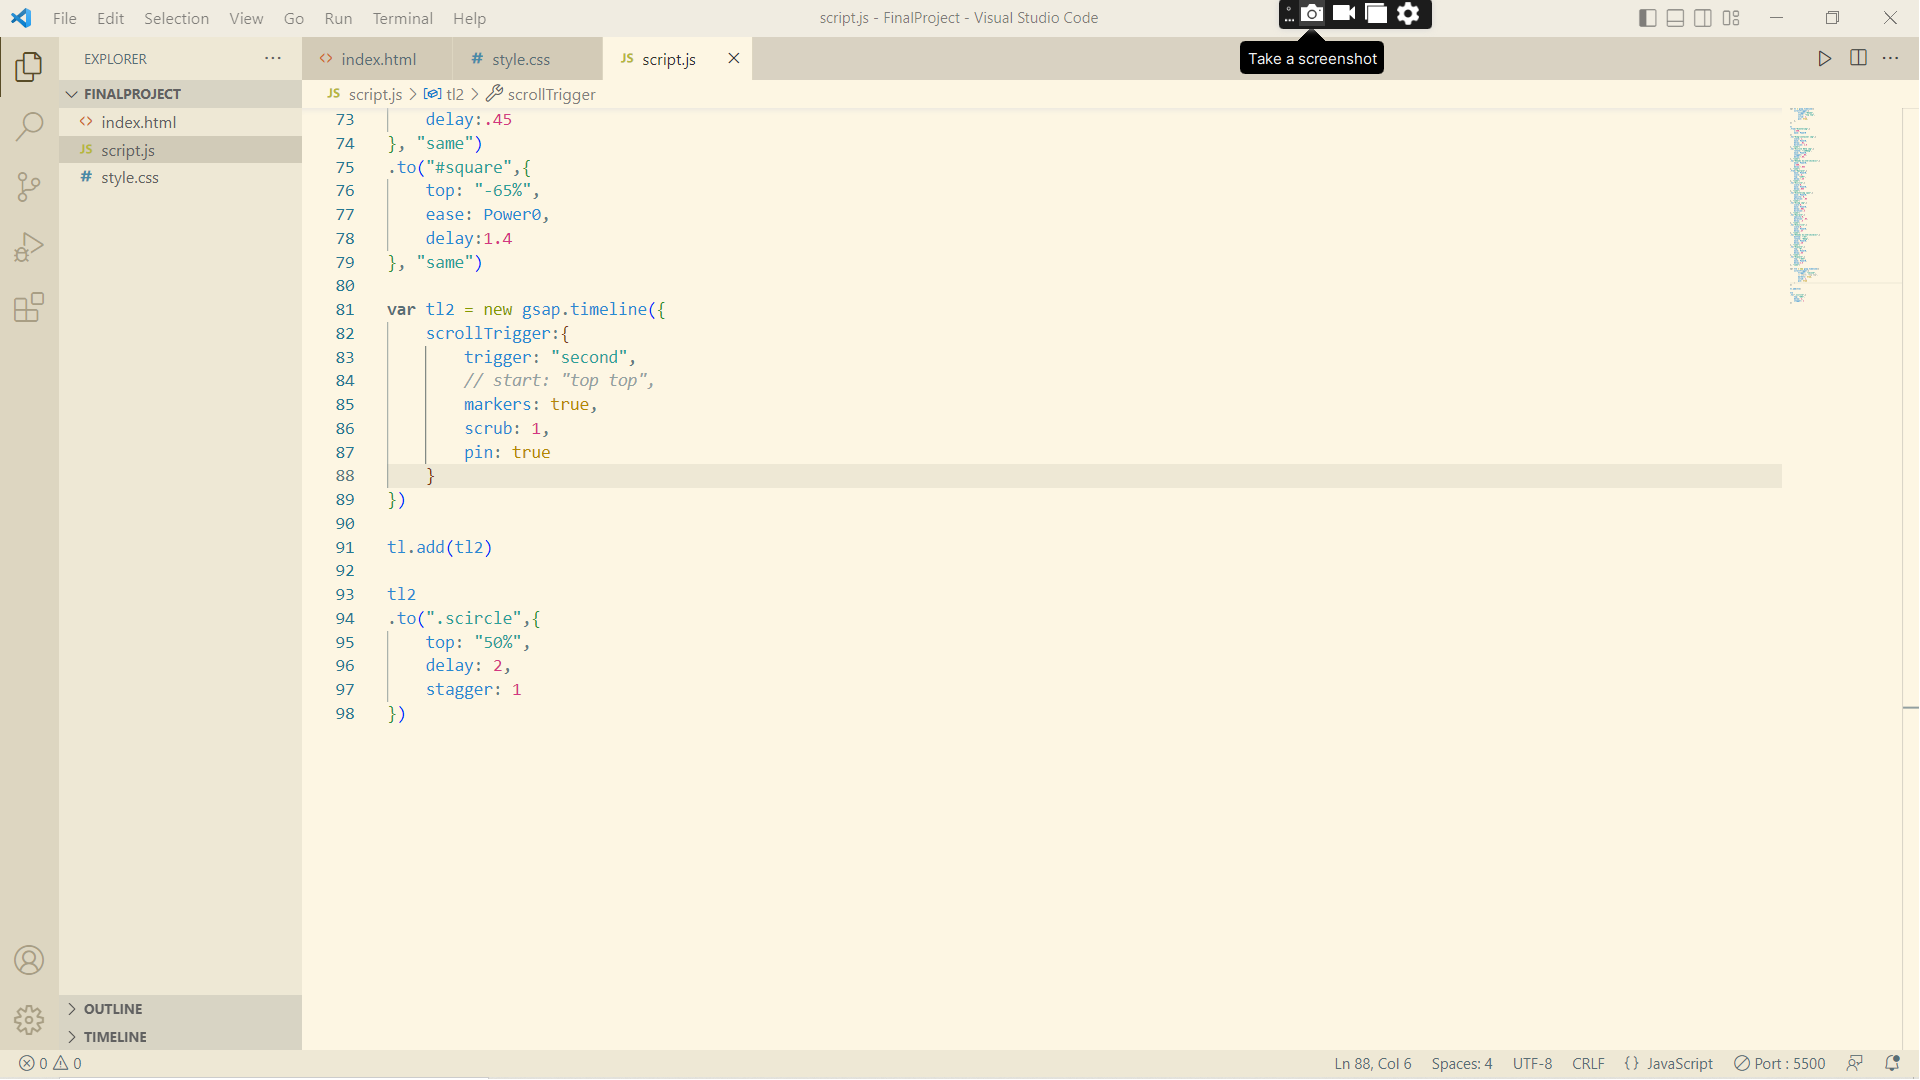 File Edit Selection View Go Run Terminal Help
script.js - FinalProject - Visual Studio Code
Take a screenshot
EXPLORER
index.html
style.css
JS script.js
FINALPROJECT
index.html
JS script.js
style.css
JS script.js > tl2 > scrollTrigger
73 delay:.45
74 }, "same")
75 .to("#square",{
76 top: "-65%",
77 ease: Power0,
78 delay:1.4
79 }, "same")
80
81 var tl2 = new gsap.timeline({
82 scrollTrigger:{
83 trigger: "second",
84 // start: "top top",
85 markers: true,
86 scrub: 1,
87 pin: true
88 }
89 })
90
91 tl.add(tl2)
92
93 tl2
94 .to(".scircle",{
95 top: "50%",
96 delay: 2,
97 stagger: 1
98 })
OUTLINE
TIMELINE
0 0
Ln 88, Col 6 Spaces: 4 UTF-8 CRLF {} JavaScript Port : 5500